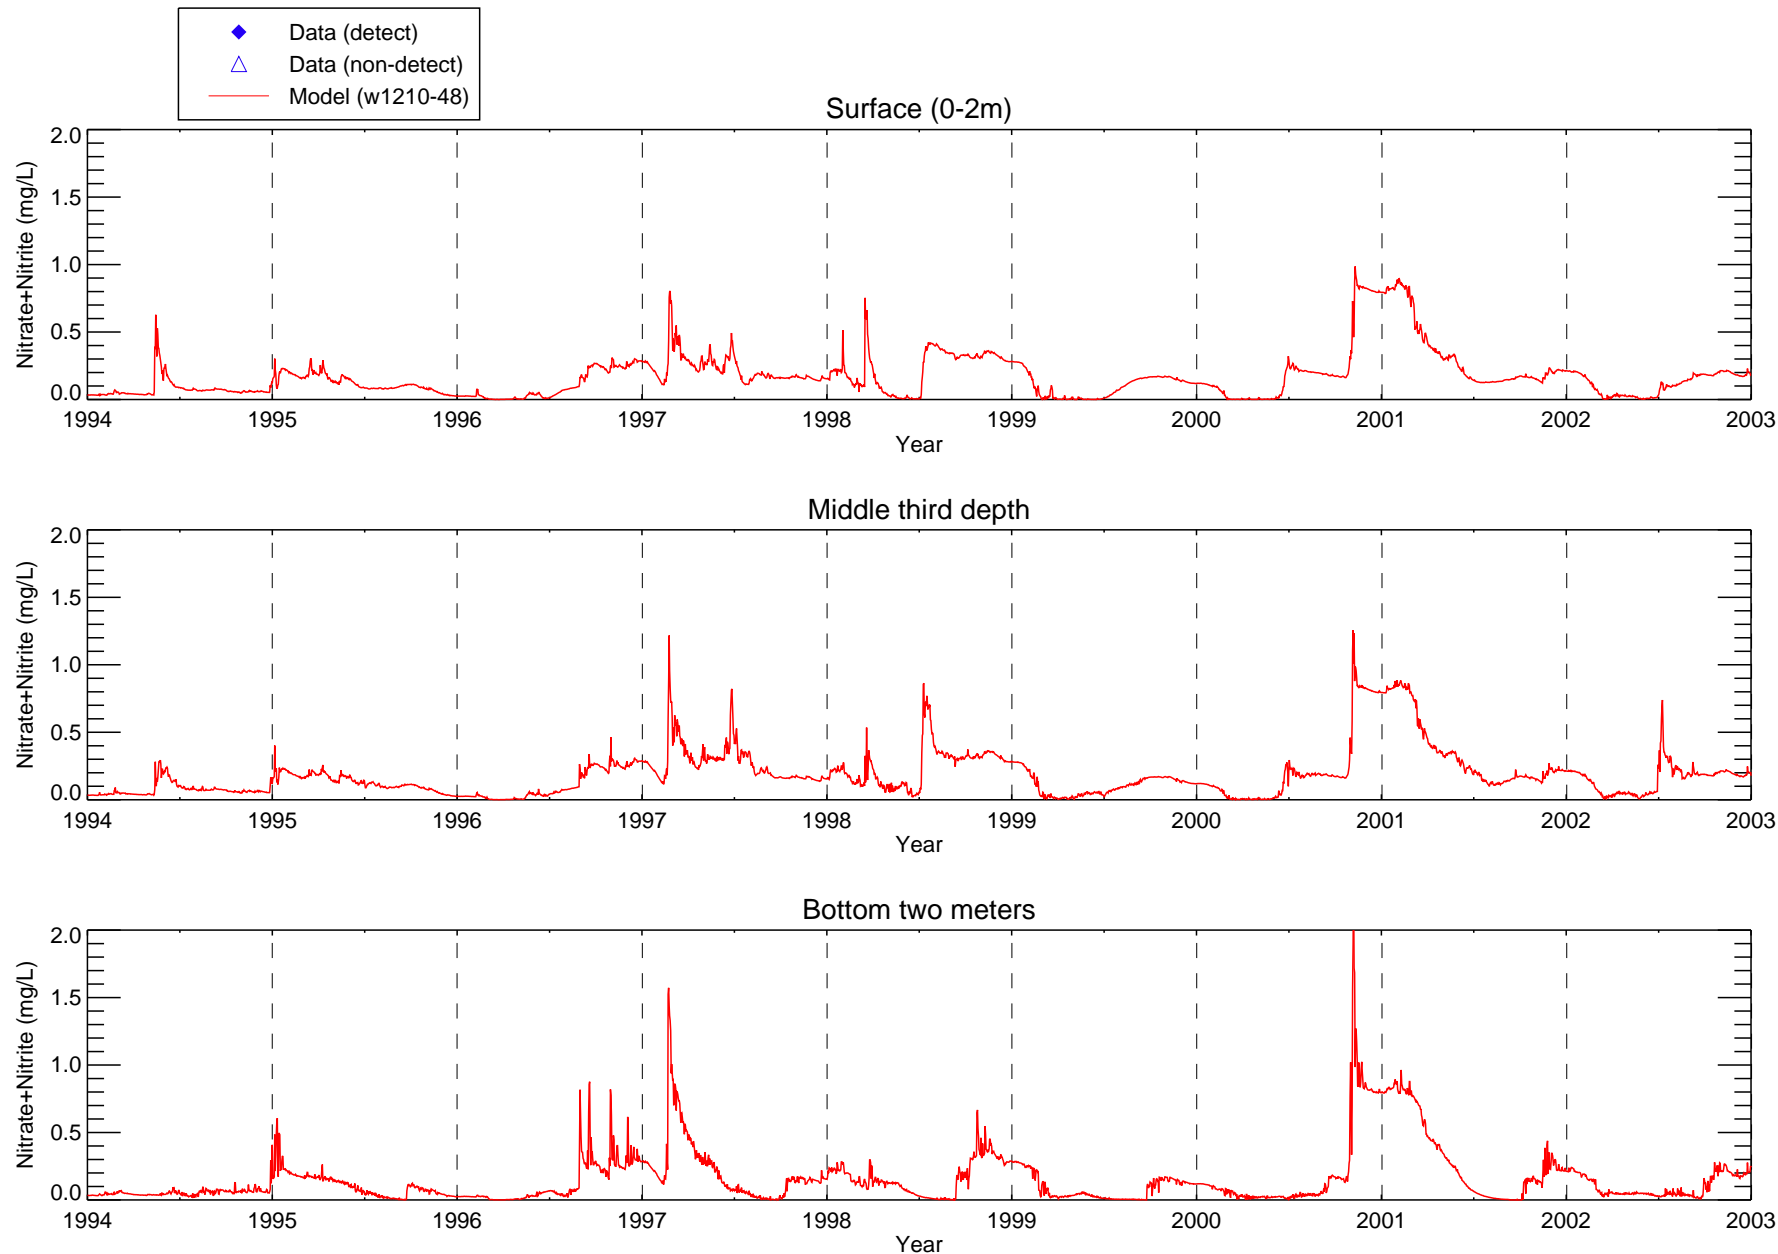 Data (detect)
Data (non-detect)
Model (w1210-48)
Surface (0-2m)
Nitrate+Nitrite (mg/L)
2.0
1.5
1.0
0.5
0.0
1994 1995 1996 1997 1998 1999 2000 2001 2002 2003
Year
Middle third depth
Nitrate+Nitrite (mg/L)
2.0
1.5
1.0
0.5
0.0
1994 1995 1996 1997 1998 1999 2000 2001 2002 2003
Year
Bottom two meters
Nitrate+Nitrite (mg/L)
2.0
1.5
1.0
0.5
0.0
1994 1995 1996 1997 1998 1999 2000 2001 2002 2003
Year